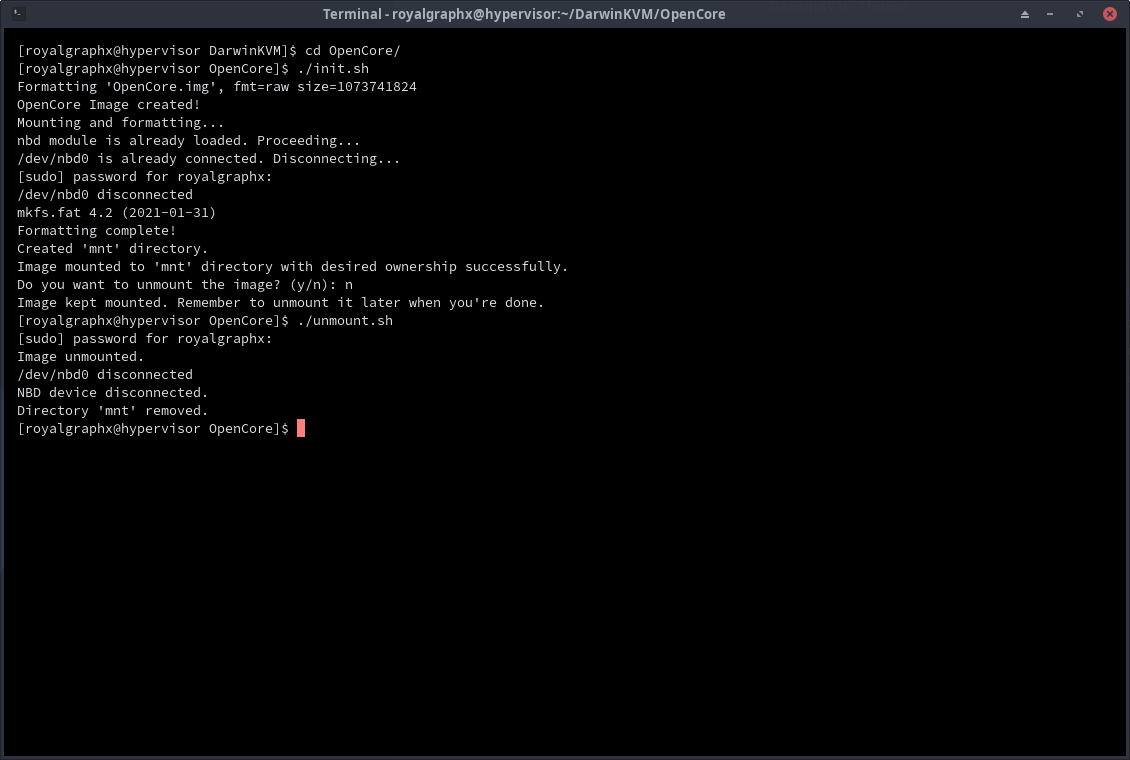 Terminal - royalgraphx@hypervisor:~/DarwinKVM/OpenCore
[royalgraphx@hypervisor DarwinKVM]$ cd OpenCore/
[royalgraphx@hypervisor OpenCore]$ ./init.sh
Formatting 'OpenCore.img', fmt=raw size=1073741824
OpenCore Image created!
Mounting and formatting...
nbd module is already loaded. Proceeding...
/dev/nbd0 is already connected. Disconnecting...
[sudo] password for royalgraphx:
/dev/nbd0 disconnected
mkfs.fat 4.2 (2021-01-31)
Formatting complete!
Created 'mnt' directory.
Image mounted to 'mnt' directory with desired ownership successfully.
Do you want to unmount the image? (y/n): n
Image kept mounted. Remember to unmount it later when you're done.
[royalgraphx@hypervisor OpenCore]$ ./unmount.sh
[sudo] password for royalgraphx:
Image unmounted.
/dev/nbd0 disconnected
NBD device disconnected.
Directory 'mnt' removed.
[royalgraphx@hypervisor OpenCore]$